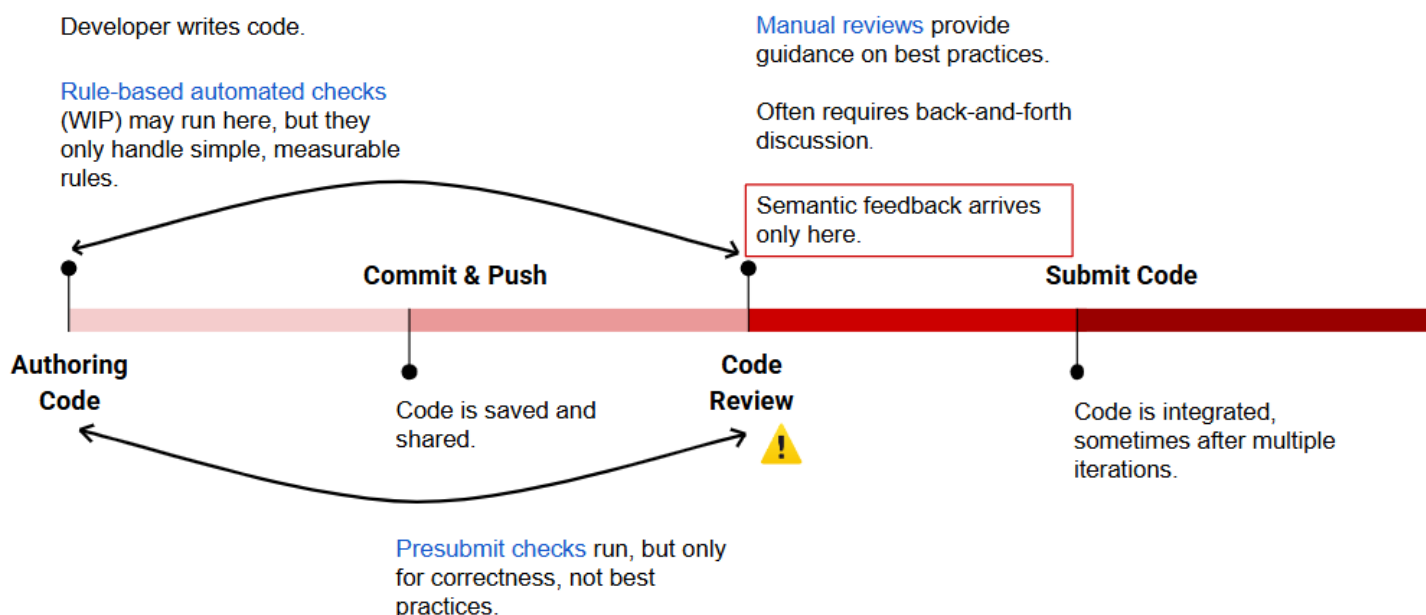 Developer writes code.
Rule-based automated checks
(WIP) may run here, but they
only handle simple, measurable
rules.
Manual reviews provide
guidance on best practices.
Often requires back-and-forth
discussion.
Semantic feedback arrives
only here.
Commit & Push
Submit Code
Authoring
Code
Code is saved and
shared.
Code
Review
Code is integrated,
sometimes after multiple
iterations.
Presubmit checks run, but only
for correctness, not best
practices.